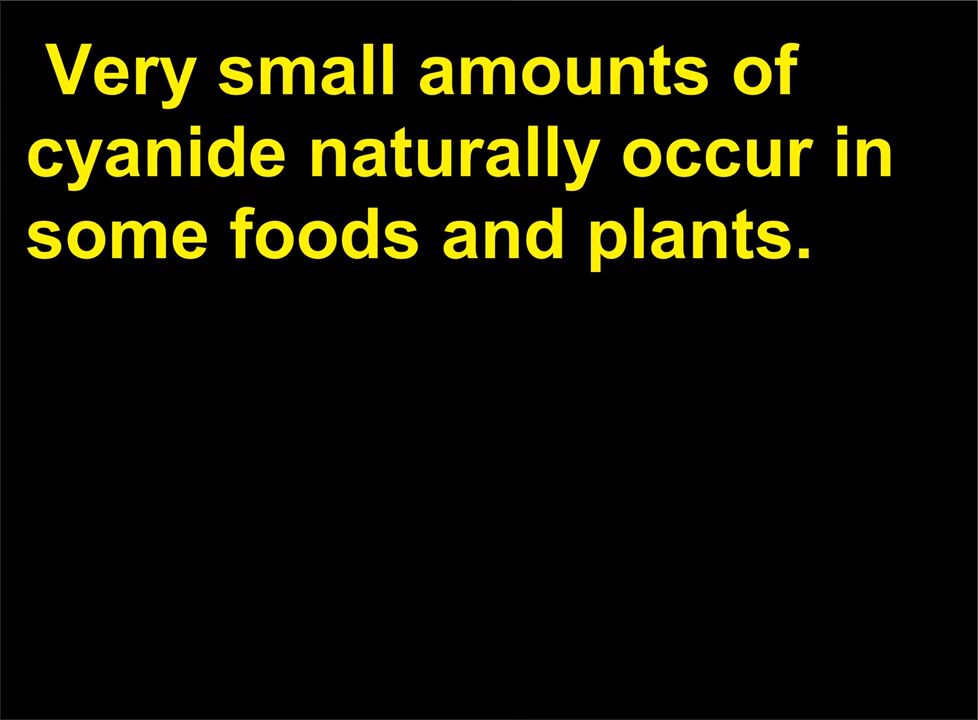 Very small amounts of
cyanide naturally occur in
some foods and plants.